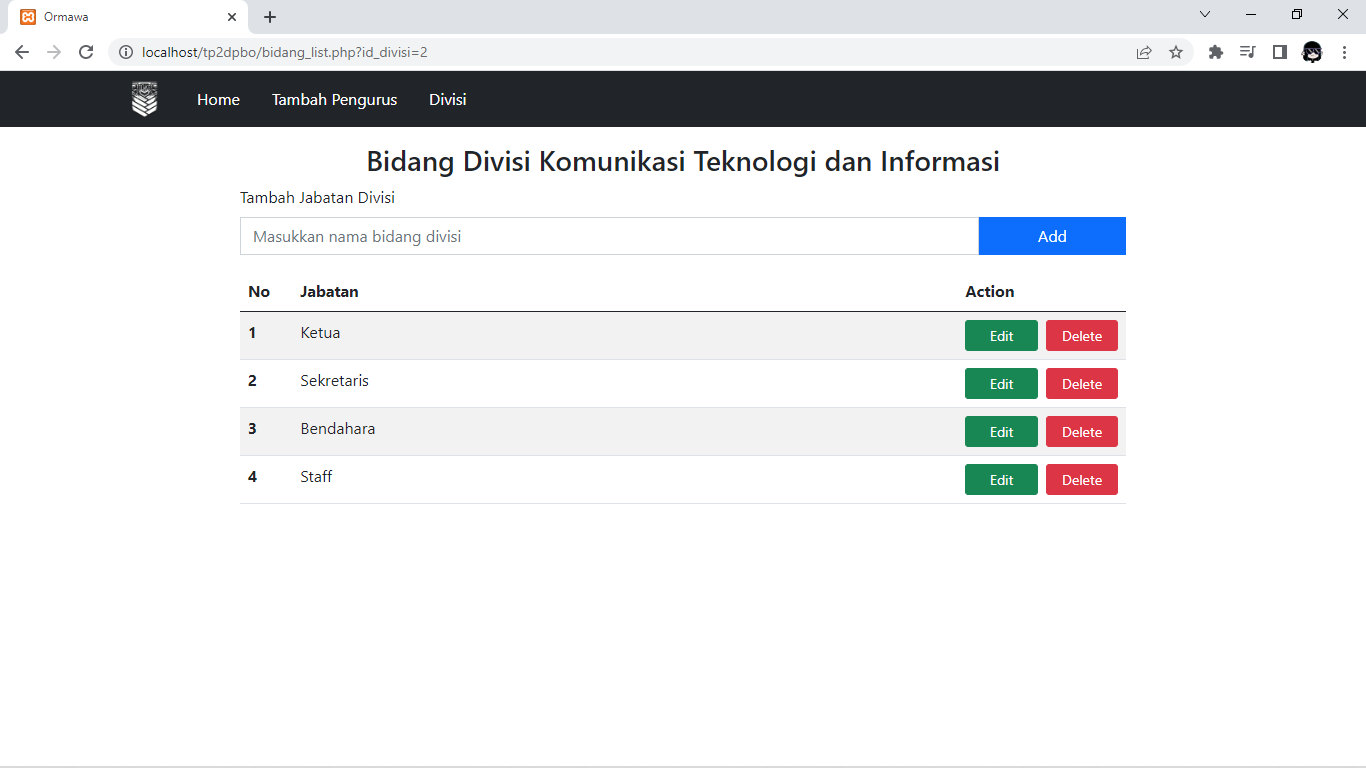 Ormawa
localhost/tp2dpbo/bidang_list.php?id_divisi=2
Home Tambah Pengurus Divisi
Bidang Divisi Komunikasi Teknologi dan Informasi
Tambah Jabatan Divisi
Masukkan nama bidang divisi Add
No Jabatan Action
1 Ketua Edit Delete
2 Sekretaris Edit Delete
3 Bendahara Edit Delete
4 Staff Edit Delete